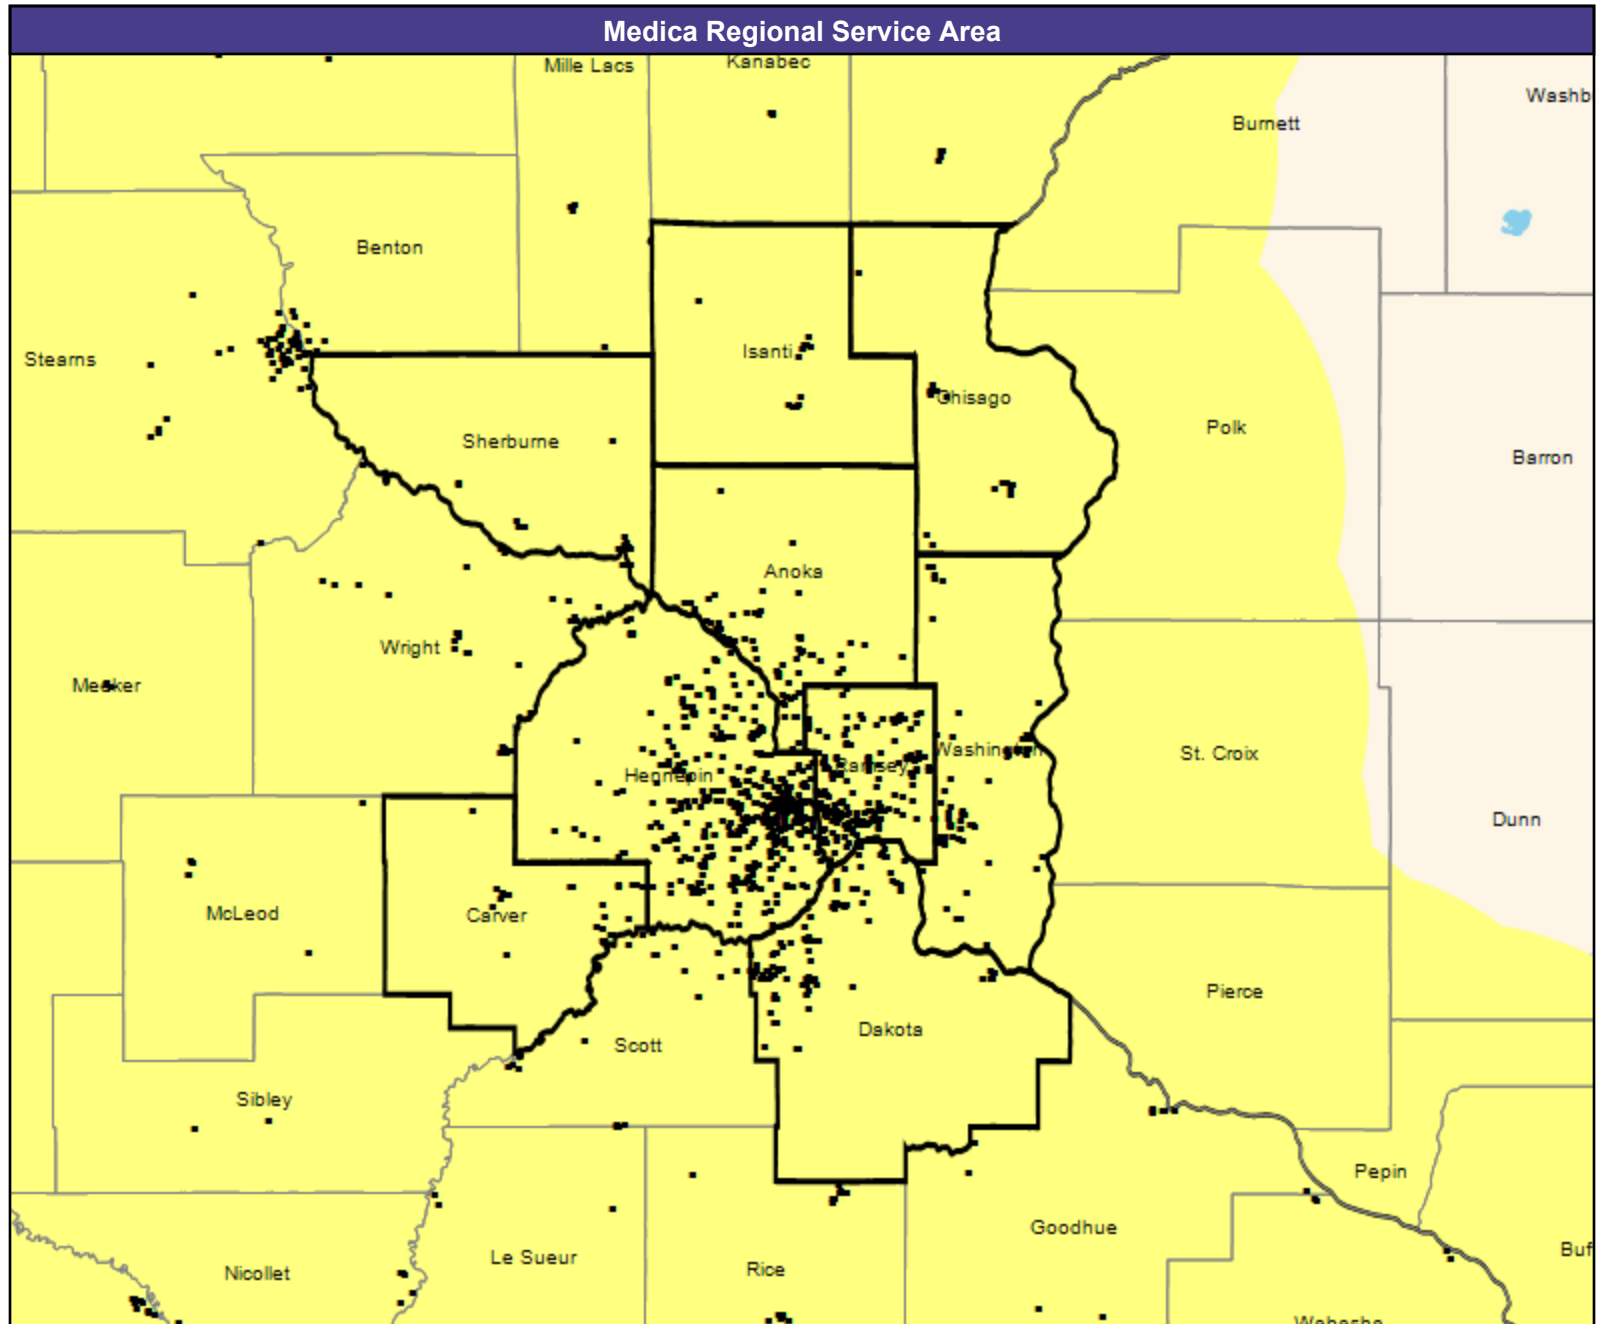 Medica Regional Service Area
Mille Lacs
Kanabec
Washb
Burnett
Benton
Stearns
Isanti
Chisago
Polk
Sherburne
Barron
Anoka
Wright
Meeker
Washington
St. Croix
Hennepin
Ramsey
Dunn
McLeod
Carver
Pierce
Dakota
Scott
Sibley
Pepin
Goodhue
Buf
Le Sueur
Rice
Nicollet